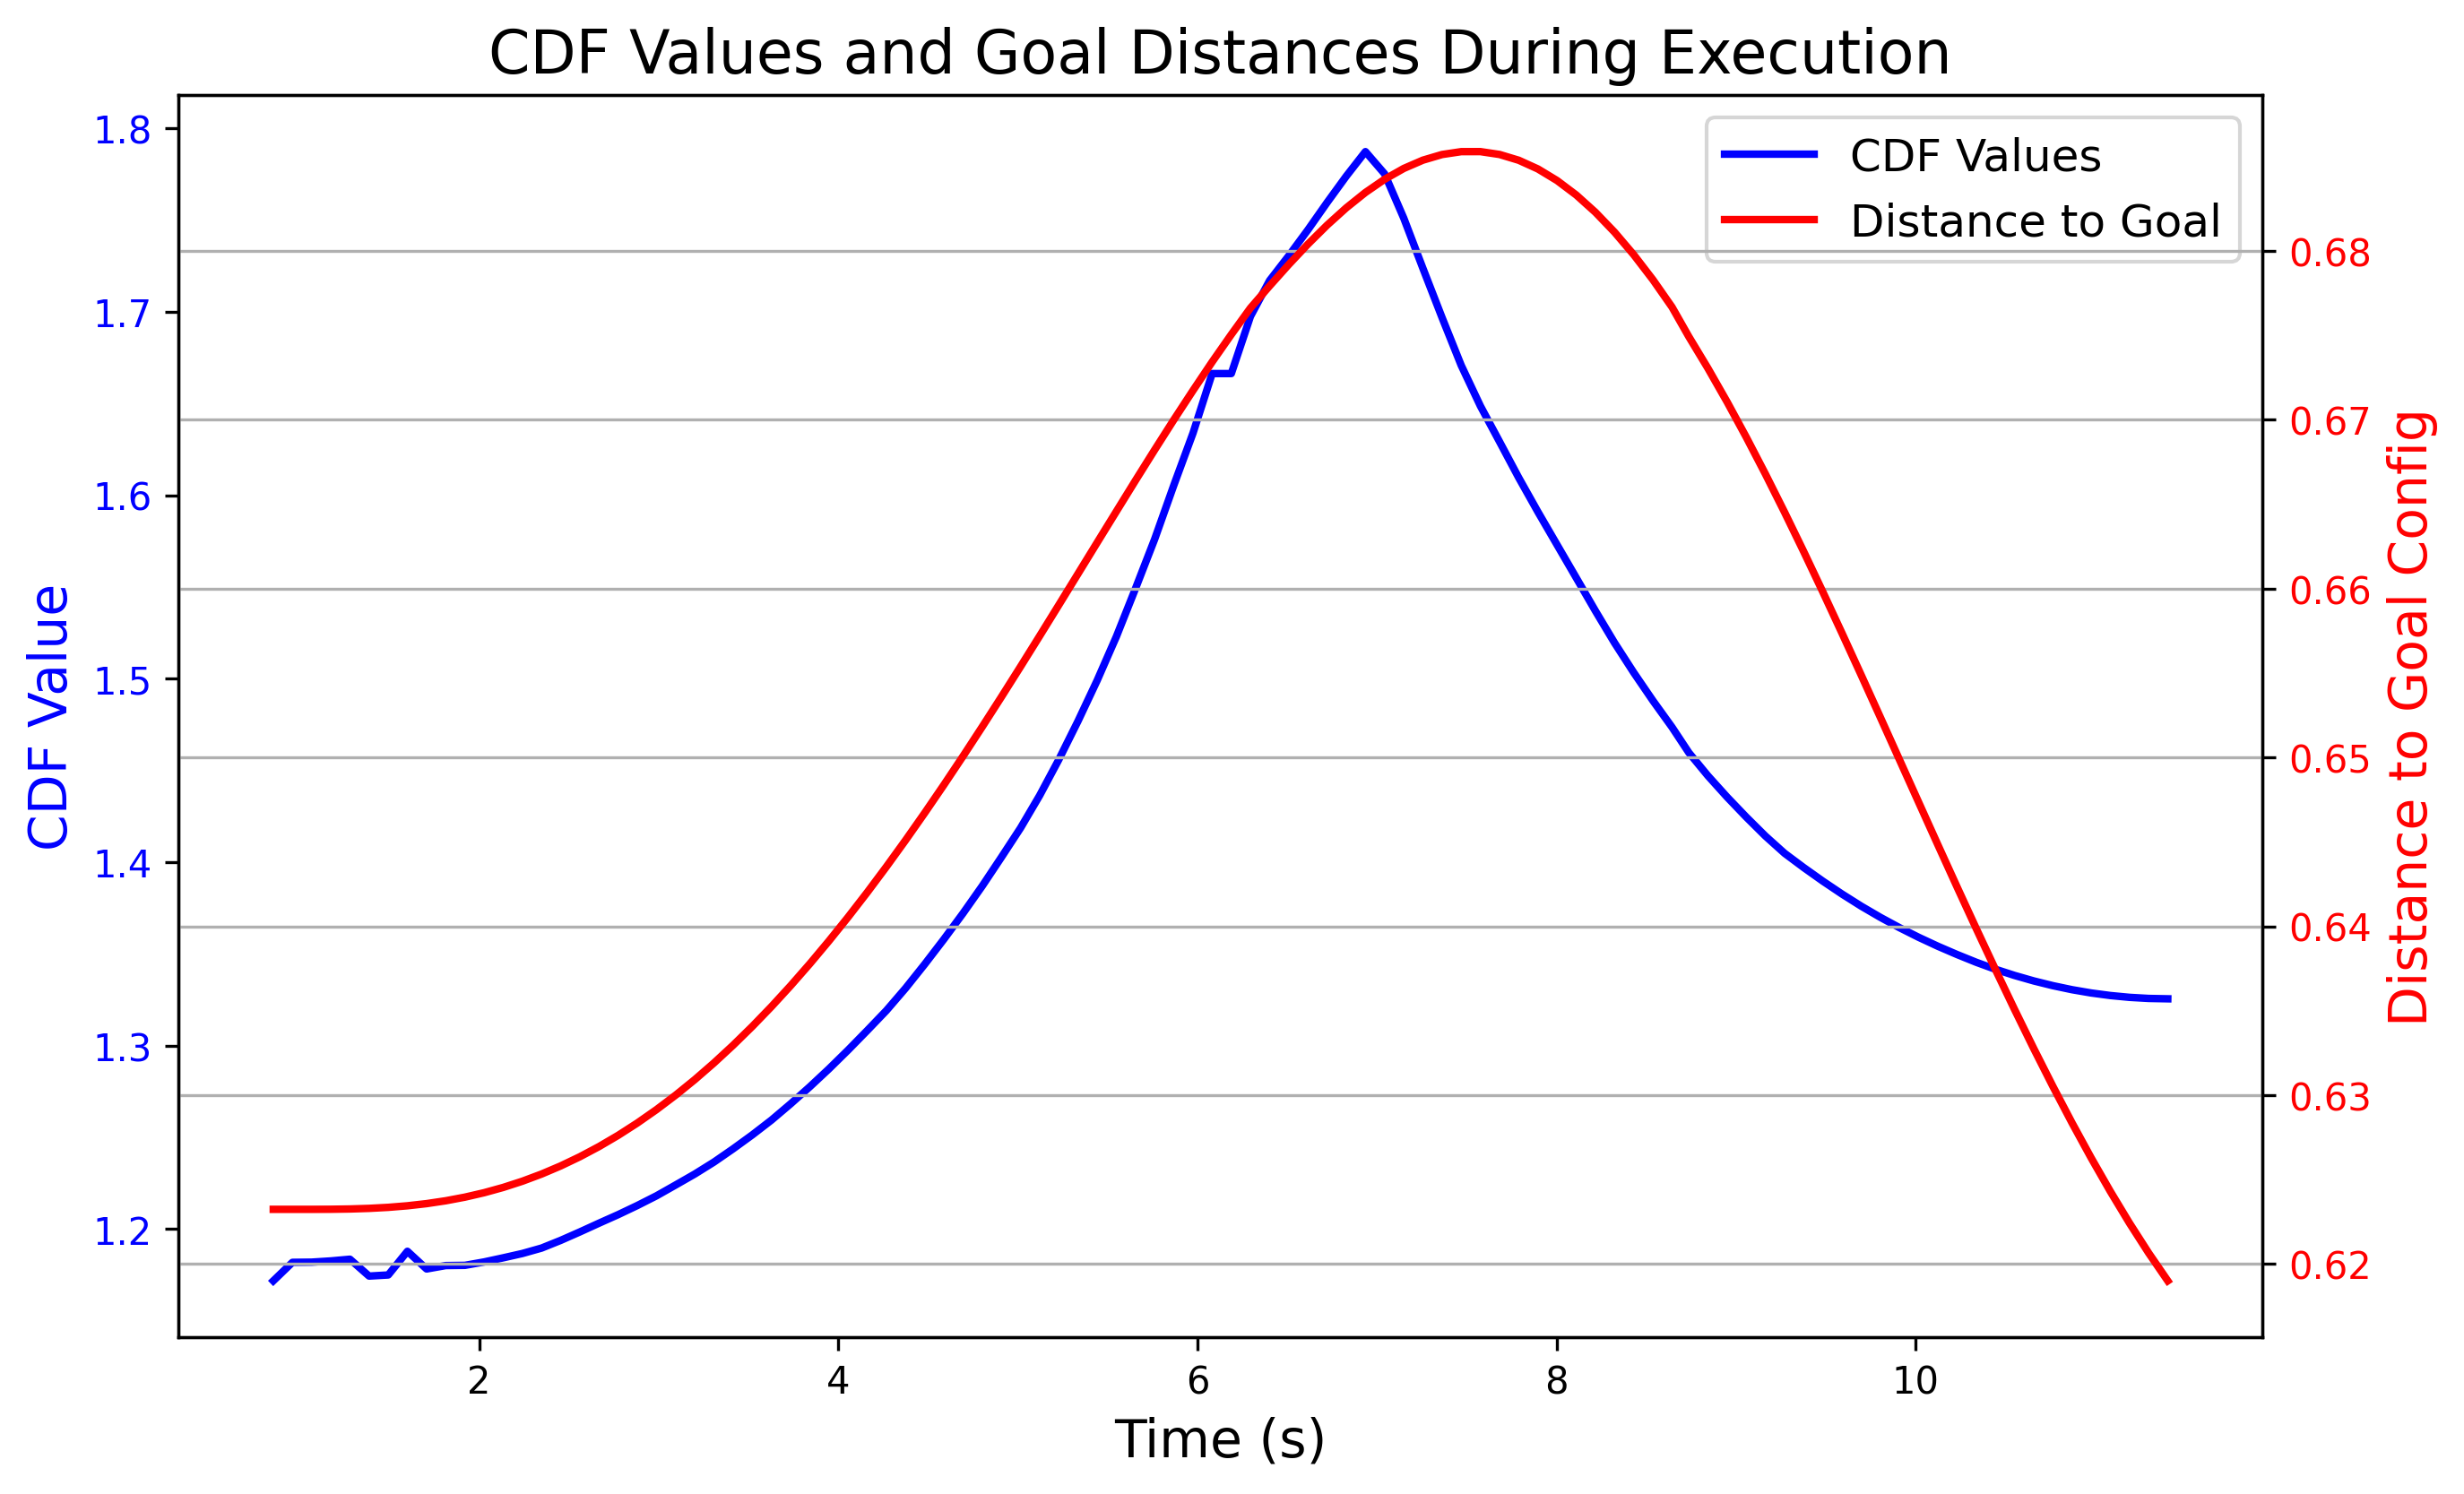 CDF Values and Goal Distances During Execution
CDF Values
Distance to Goal
CDF Value
1.8
1.7
1.6
1.5
1.4
1.3
1.2
0.68
0.67
0.66
0.65
0.64
0.63
0.62
Distance to Goal Config
2 4 6 8 10
Time (s)